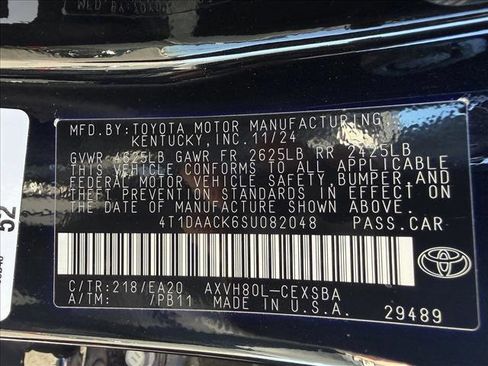 MFD. BY: TOYOTA MOTOR MANUFACTURING,
KENTUCKY, INC. 11/24
GVWR 4625LB GAWR FR 2625LB RR 2425LB
THIS VEHICLE CONFORMS TO ALL APPLICABLE
FEDERAL MOTOR VEHICLE SAFETY, BUMPER AND
THEFT PREVENTION STANDARDS IN EFFECT ON
THE DATE OF MANUFACTURE SHOWN ABOVE.
4T1DAACK6SU082048 PASS.CAR
C/TR:218/EA20 AXVH80L-CEXSBA
A/TM: /PB11 MADE IN U.S.A. 29489
52